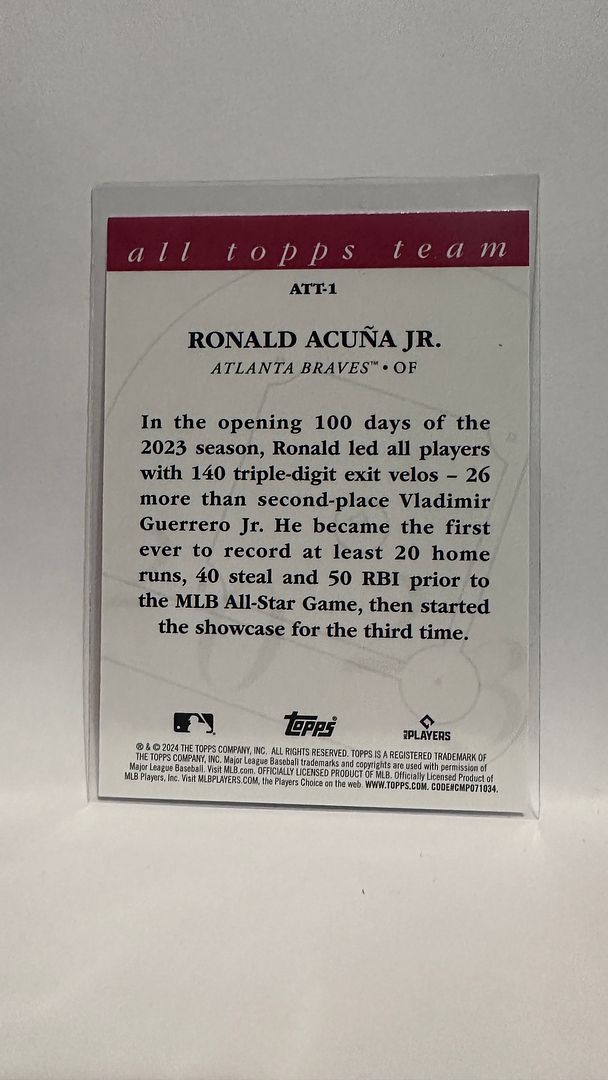 all topps team
ATT-1
RONALD ACUÑA JR.
ATLANTA BRAVES™ • OF
In the opening 100 days of the
2023 season, Ronald led all players
with 140 triple-digit exit velos – 26
more than second-place Vladimir
Guerrero Jr. He became the first
ever to record at least 20 home
runs, 40 steal and 50 RBI prior to
the MLB All-Star Game, then started
the showcase for the third time.
topps®
MLB PLAYERS
® & © 2024 THE TOPPS COMPANY, INC. ALL RIGHTS RESERVED. TOPPS IS A REGISTERED TRADEMARK OF
THE TOPPS COMPANY, INC. Major League Baseball trademarks and copyrights are used with permission of
Major League Baseball. Visit MLB.com. OFFICIALLY LICENSED PRODUCT OF MLB. Officially Licensed Product of
MLB Players, Inc. Visit MLBPLAYERS.COM, the Players Choice on the web. WWW.TOPPS.COM. CODE#CMP071034.